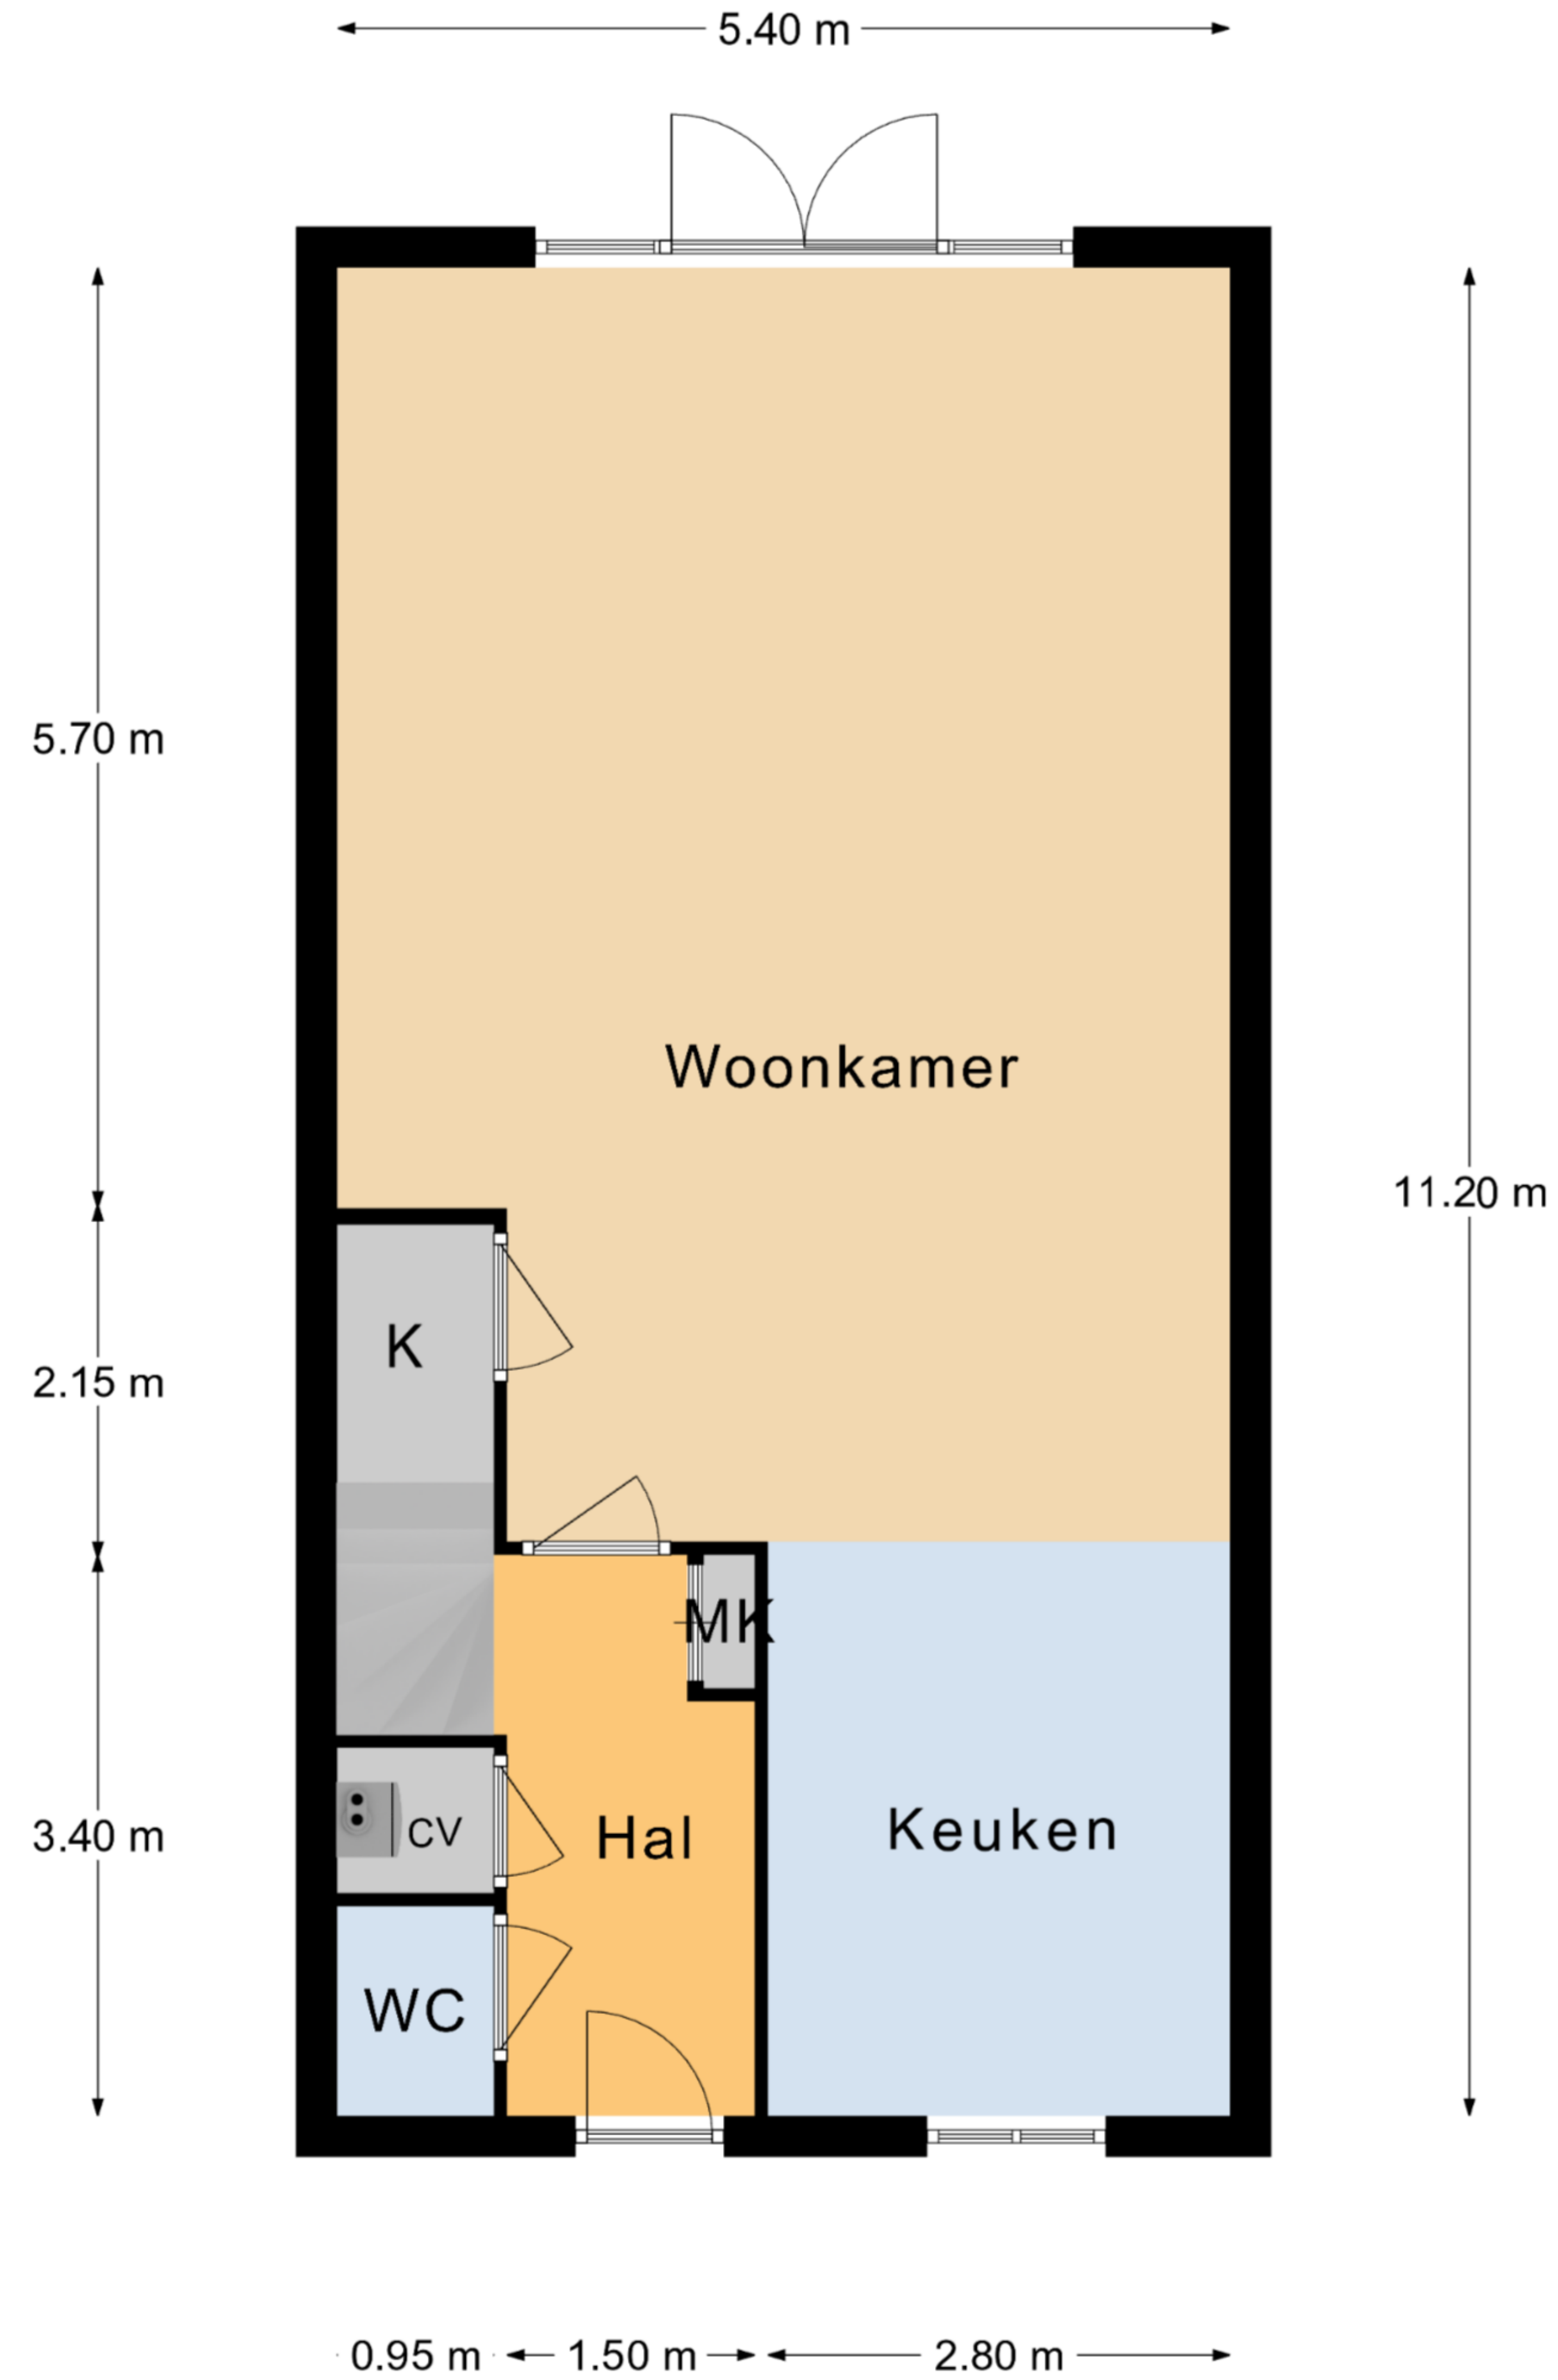 5.40 m
5.70 m
Woonkamer
11.20 m
K
2.15 m
MK
CV
Hal
Keuken
3.40 m
WC
0.95 m 1.50 m 2.80 m